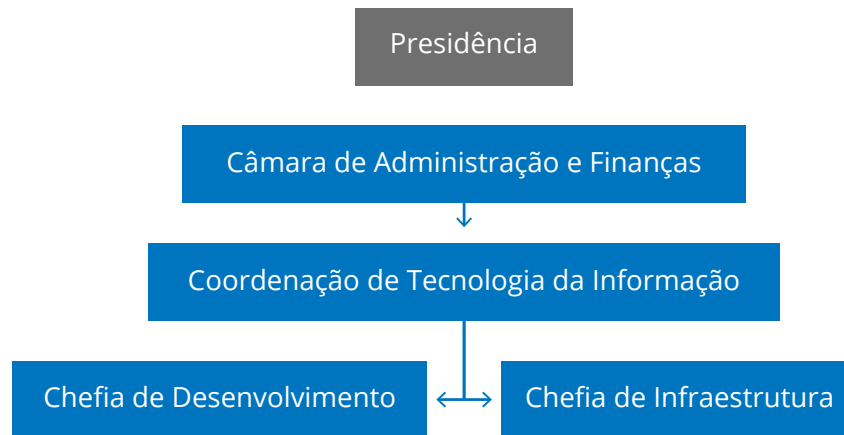 Presidência
Câmara de Administração e Finanças
Coordenação de Tecnologia da Informação
Chefia de Desenvolvimento
Chefia de Infraestrutura